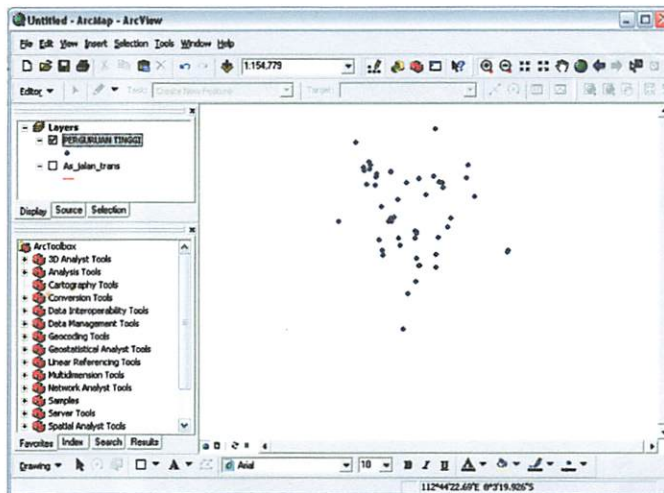 Untitled - ArcMap - ArcView
File Edit View Insert Selection Tools Window Help
1:154,779
Editor Task: Create New Feature Target:
Layers
PERGURUAN TINGGI
As_jalan_trans
Display Source Selection
ArcToolbox
3D Analyst Tools
Analysis Tools
Cartography Tools
Conversion Tools
Data Interoperability Tools
Data Management Tools
Geocoding Tools
Geostatistical Analyst Tools
Linear Referencing Tools
Multidimension Tools
Network Analyst Tools
Samples
Server Tools
Spatial Analyst Tools
Favorites Index Search Results
Drawing A Arial 10 B I U A
112°44'22.69"E 8°3'19.926"S